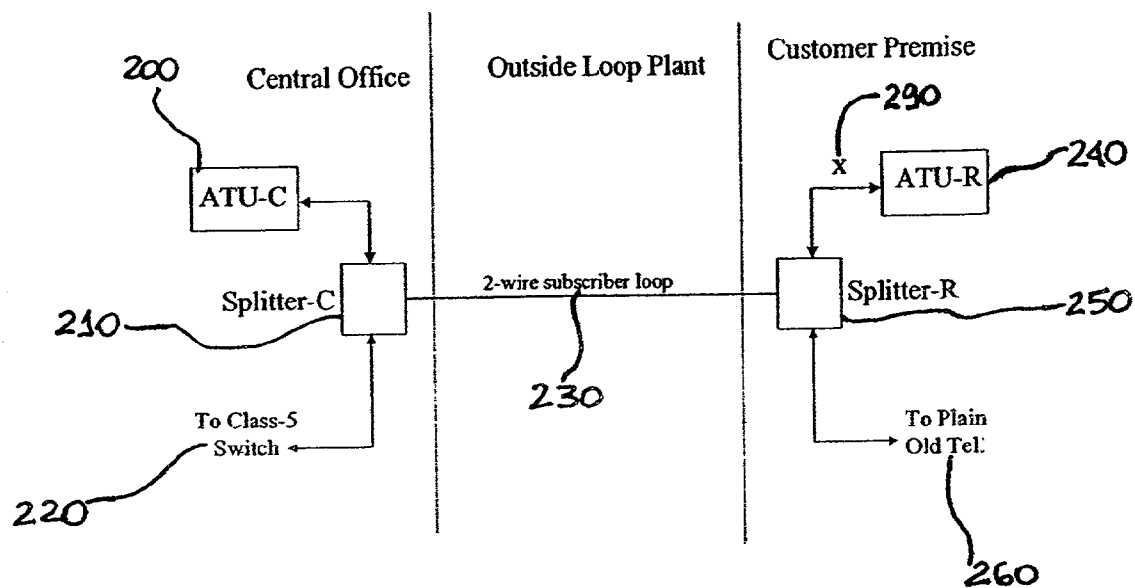 200
Central Office
Outside Loop Plant
Customer Premise
290
X
ATU-C
ATU-R
240
2-wire subscriber loop
Splitter-C
Splitter-R
210
250
230
To Class-5
Switch
To Plain
Old Tel.
220
260